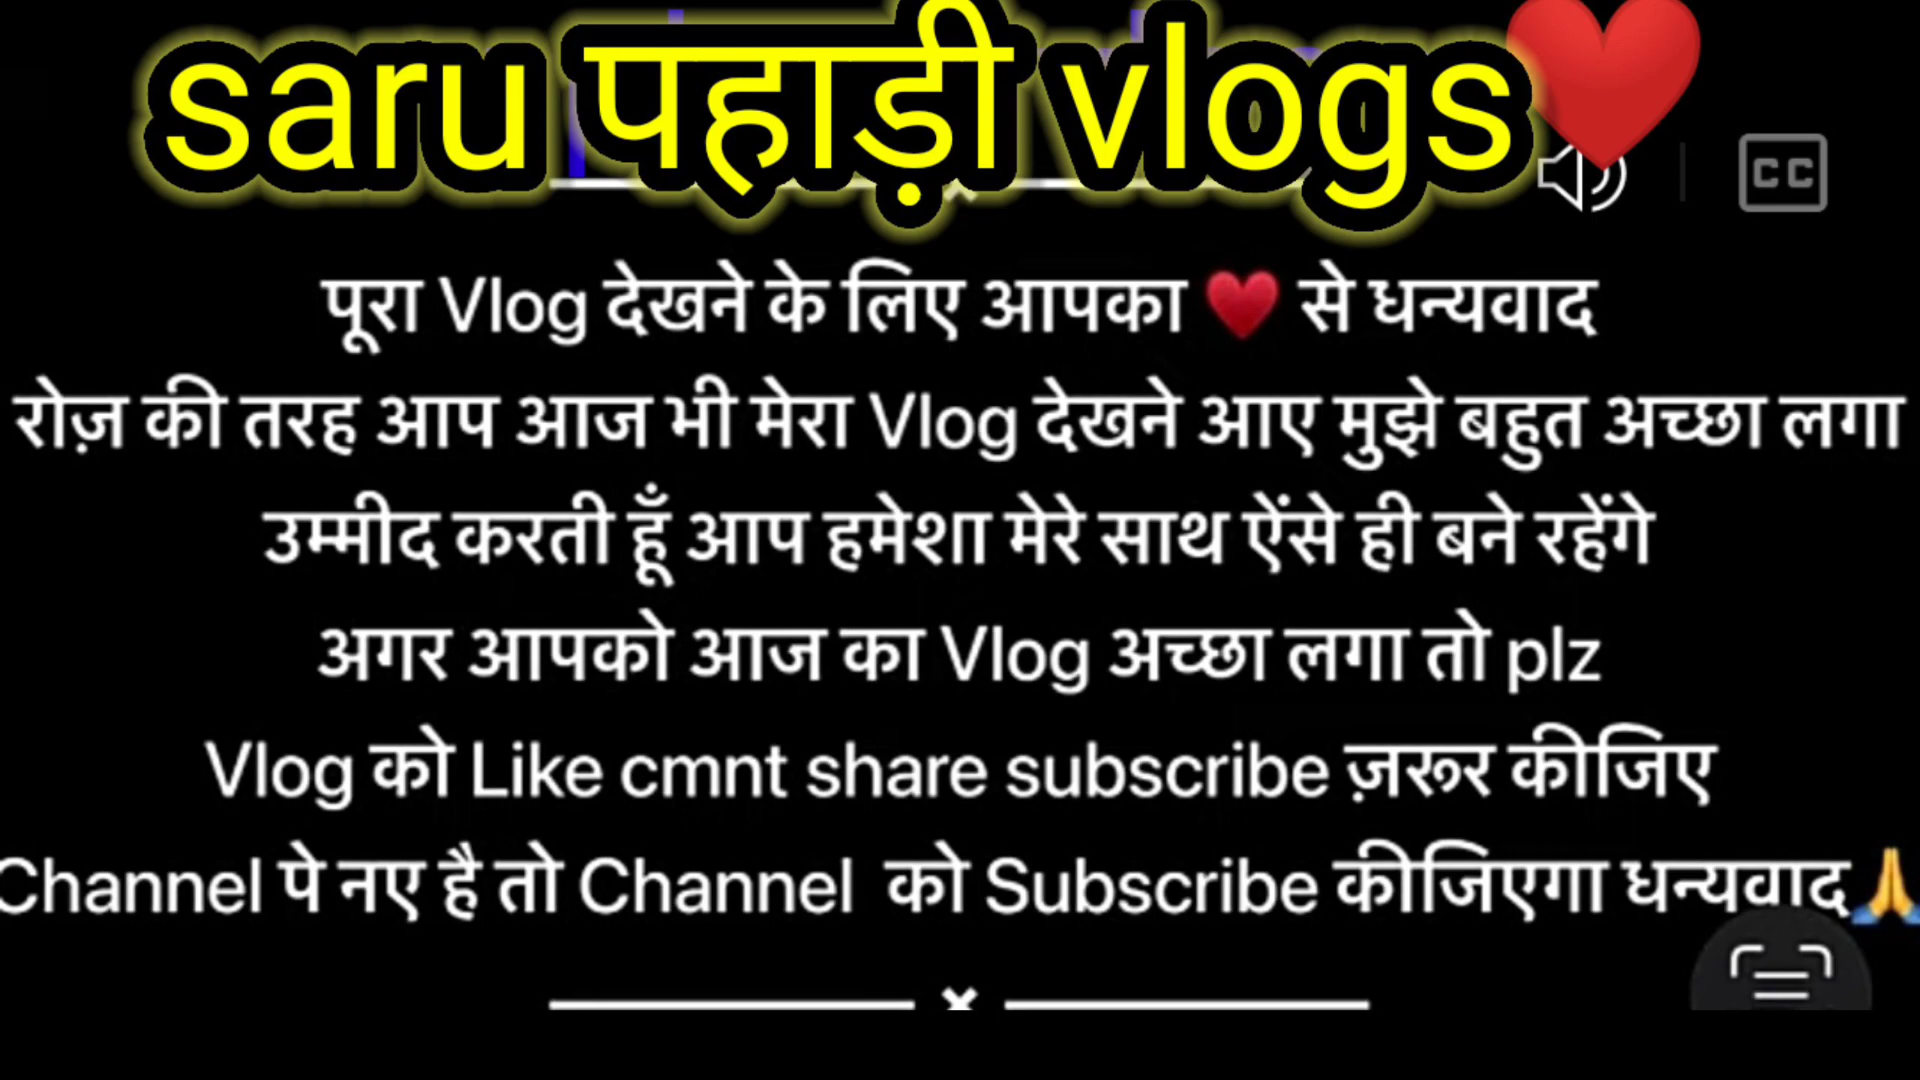 saru पहाड़ी vlogs❤️
CC
पूरा Vlog देखने के लिए आपका ♥️ से धन्यवाद
रोज़ की तरह आप आज भी मेरा Vlog देखने आए मुझे बहुत अच्छा लगा
उम्मीद करती हूँ आप हमेशा मेरे साथ ऐंसे ही बने रहेंगे
अगर आपको आज का Vlog अच्छा लगा तो plz
Vlog को Like cmnt share subscribe ज़रूर कीजिए
Channel पे नए है तो Channel को Subscribe कीजिएगा धन्यवाद🙏